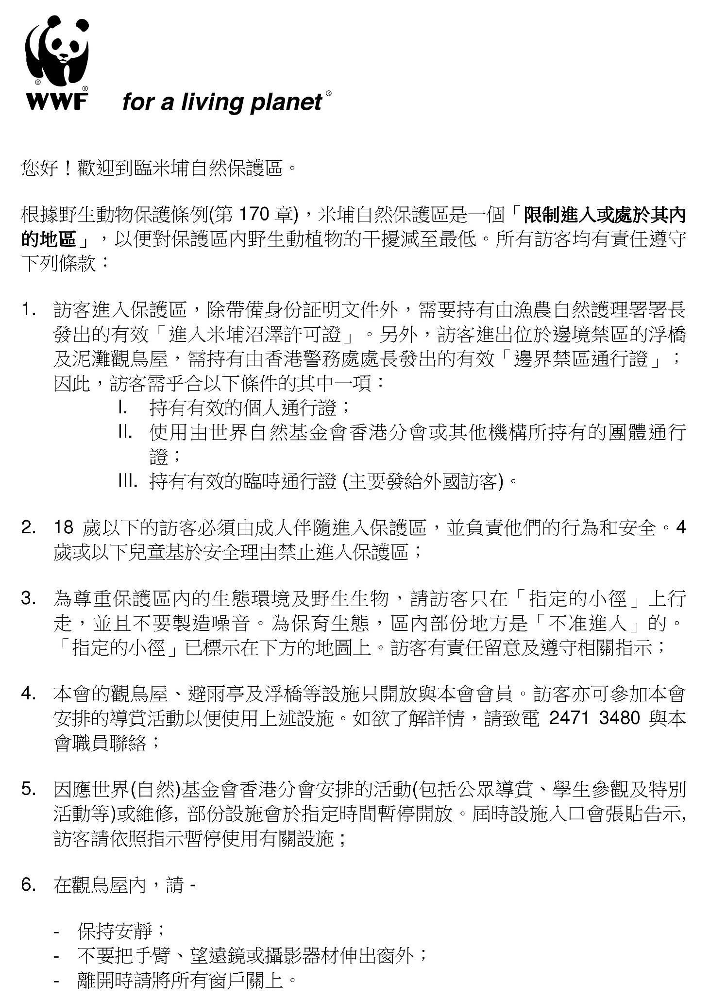 ©
®
WWF for a living planet®
您好！歡迎到臨米埔自然保護區。
根據野生動物保護條例(第 170 章)，米埔自然保護區是一個「限制進入或處於其內
的地區」，以便對保護區內野生動植物的干擾減至最低。所有訪客均有責任遵守
下列條款：
1. 訪客進入保護區，除帶備身份証明文件外，需要持有由漁農自然護理署署長
發出的有效「進入米埔沼澤許可證」。另外，訪客進出位於邊境禁區的浮橋
及泥灘觀鳥屋，需持有由香港警務處處長發出的有效「邊界禁區通行證」；
因此，訪客需乎合以下條件的其中一項：
I. 持有有效的個人通行證；
II. 使用由世界自然基金會香港分會或其他機構所持有的團體通行
證；
III. 持有有效的臨時通行證 (主要發給外國訪客)。
2. 18 歲以下的訪客必須由成人伴隨進入保護區，並負責他們的行為和安全。4
歲或以下兒童基於安全理由禁止進入保護區；
3. 為尊重保護區內的生態環境及野生生物，請訪客只在「指定的小徑」上行
走，並且不要製造噪音。為保育生態，區內部份地方是「不准進入」的。
「指定的小徑」已標示在下方的地圖上。訪客有責任留意及遵守相關指示；
4. 本會的觀鳥屋、避雨亭及浮橋等設施只開放與本會會員。訪客亦可參加本會
安排的導賞活動以便使用上述設施。如欲了解詳情，請致電 2471 3480 與本
會職員聯絡；
5. 因應世界(自然)基金會香港分會安排的活動(包括公眾導賞、學生參觀及特別
活動等)或維修, 部份設施會於指定時間暫停開放。屆時設施入口會張貼告示,
訪客請依照指示暫停使用有關設施；
6. 在觀鳥屋內，請 -
- 保持安靜；
- 不要把手臂、望遠鏡或攝影器材伸出窗外；
- 離開時請將所有窗戶關上。